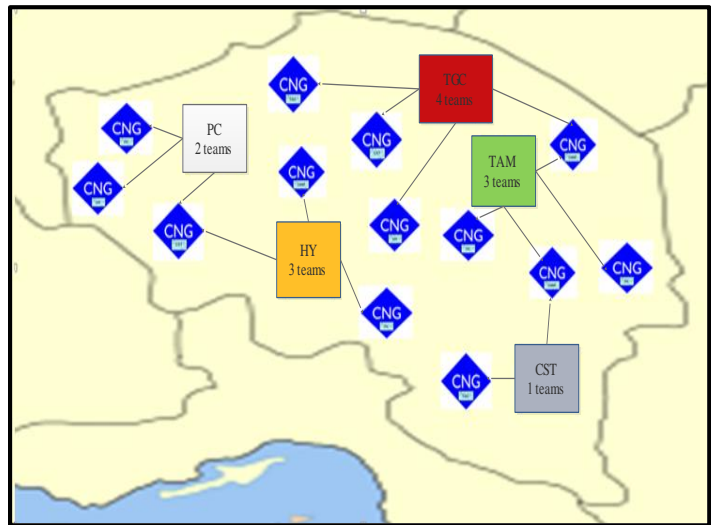 TGC
4 teams
CNG
PC
2 teams
CNG
CNG
CNG
TAM
3 teams
CNG
CNG
CNG
CNG
CNG
HY
3 teams
CNG
CNG
CNG
CNG
CST
1 teams
CNG